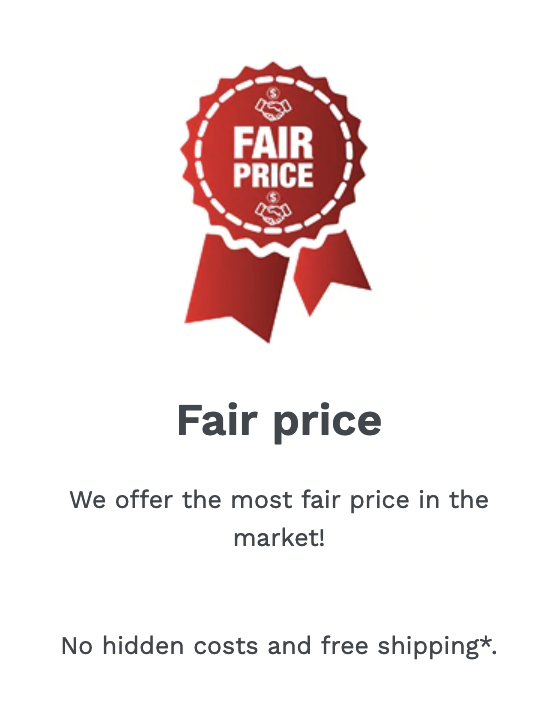 FAIR
PRICE
Fair price
We offer the most fair price in the
market!
No hidden costs and free shipping*.